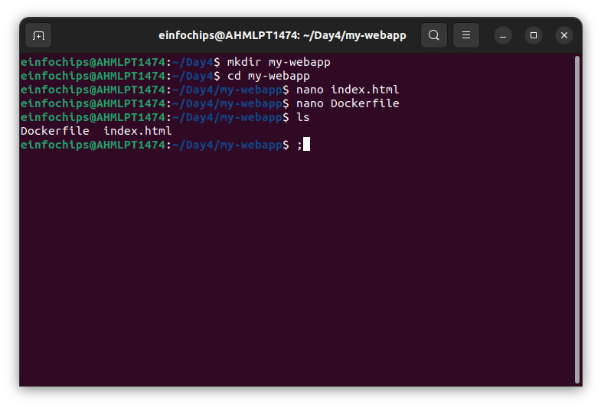 einfochips@AHMLPT1474: ~/Day4/my-webapp
einfochips@AHMLPT1474:~/Day4$ mkdir my-webapp
einfochips@AHMLPT1474:~/Day4$ cd my-webapp
einfochips@AHMLPT1474:~/Day4/my-webapp$ nano index.html
einfochips@AHMLPT1474:~/Day4/my-webapp$ nano Dockerfile
einfochips@AHMLPT1474:~/Day4/my-webapp$ ls
Dockerfile  index.html
einfochips@AHMLPT1474:~/Day4/my-webapp$ ;